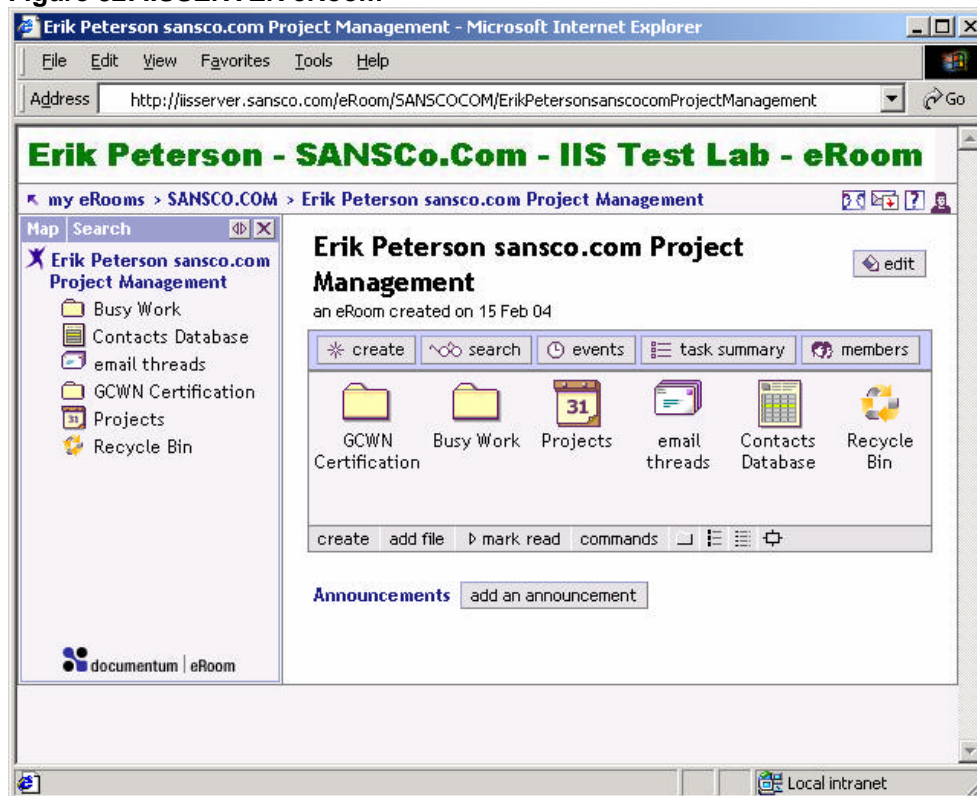 Erik Peterson sansco.com Project Management - Microsoft Internet Explorer
File Edit View Favorites Tools Help
Address http://iisserver.sansco.com/eRoom/SANSCOCOM/ErikPetersonsanscocomProjectManagement Go
Erik Peterson - SANSCo.Com - IIS Test Lab - eRoom
my eRooms > SANSCO.COM > Erik Peterson sansco.com Project Management
Map Search
Erik Peterson sansco.com
Project Management
Busy Work
Contacts Database
email threads
GCWN Certification
Projects
Recycle Bin
documentum | eRoom
Erik Peterson sansco.com Project
Management
edit
an eRoom created on 15 Feb 04
create search events task summary members
31
GCWN Certification
Busy Work
Projects
email threads
Contacts Database
Recycle Bin
create add file mark read commands
Announcements add an announcement
Local intranet